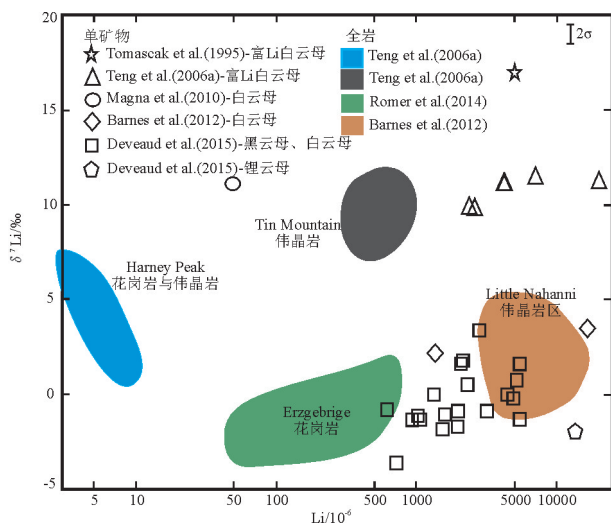 单矿物
Tomascak et al.(1995)-富Li白云母
Teng et al.(2006a)-富Li白云母
Magna et al.(2010)-白云母
Barnes et al.(2012)-白云母
Deveaud et al.(2015)-黑云母、白云母
Deveaud et al.(2015)-锂云母
全岩
Teng et al.(2006a)
Teng et al.(2006a)
Romer et al.(2014)
Barnes et al.(2012)
2σ
20
15
10
5
0
-5
δ⁷Li/‰
Tin Mountain
伟晶岩
Harney Peak
花岗岩与伟晶岩
Little Nahanni
伟晶岩区
Erzgebrige
花岗岩
5
10
50
100
500
1000
5000
10000
Li/10⁻⁶